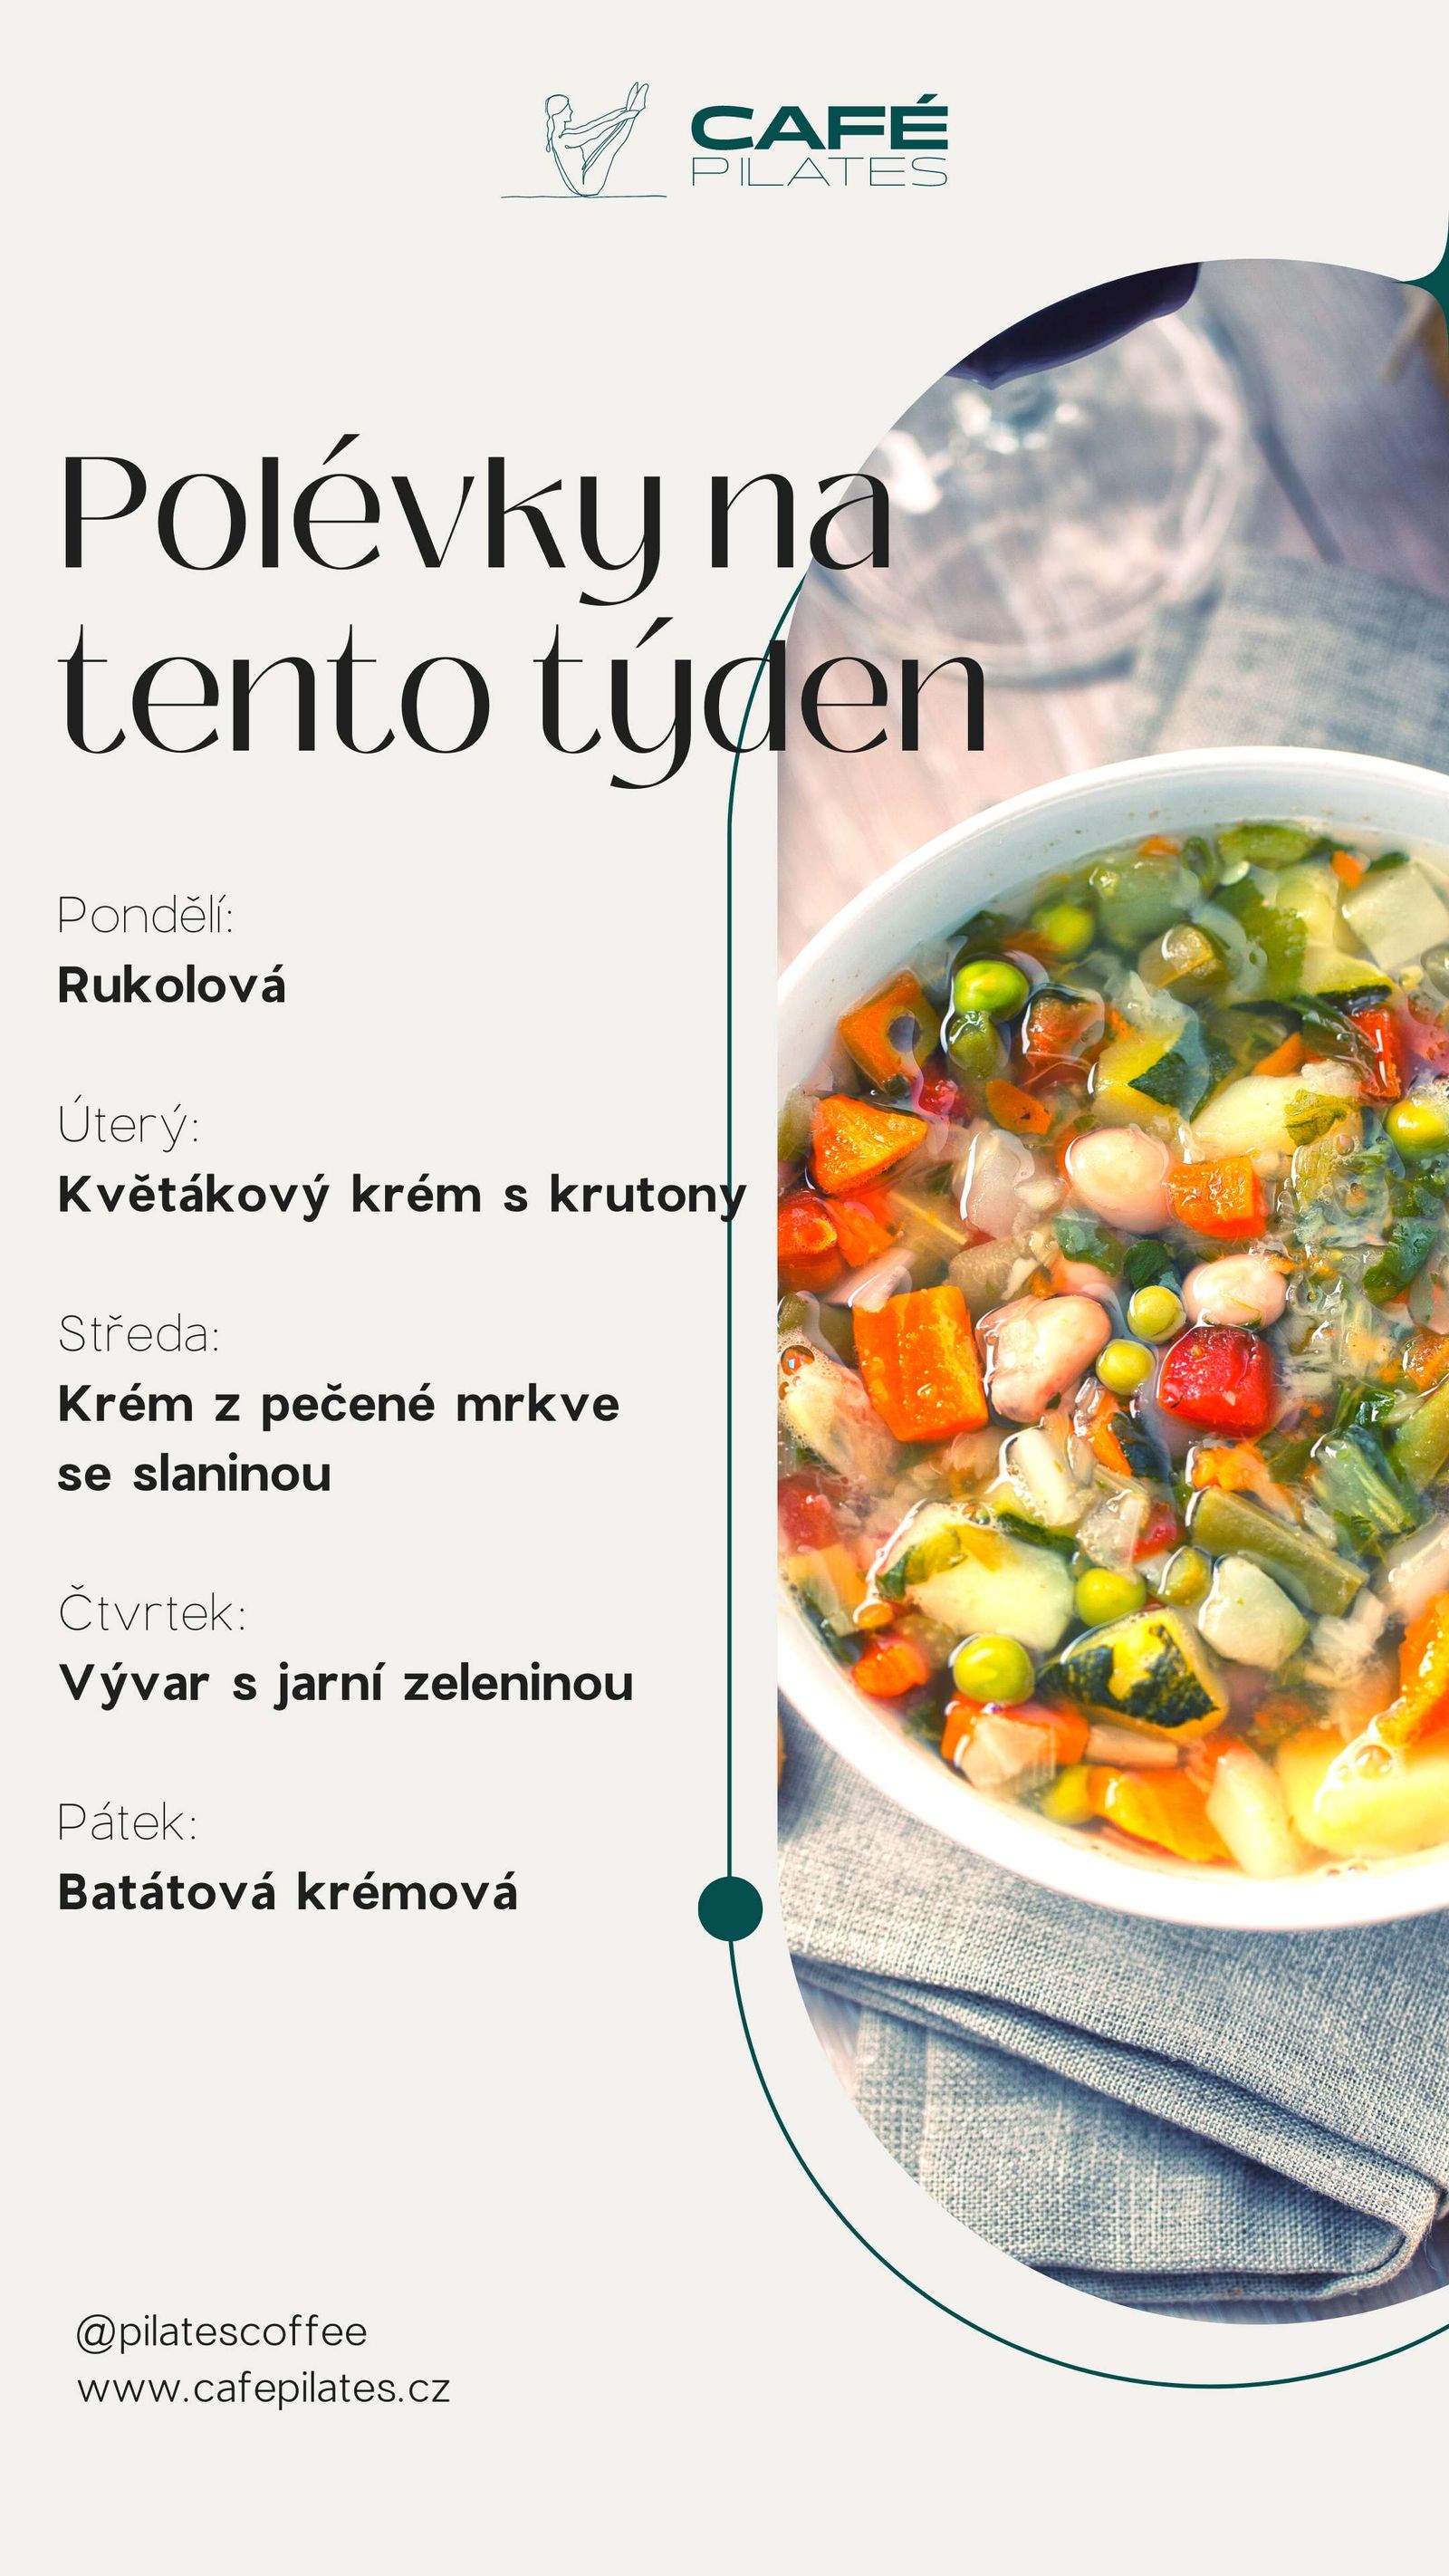 CAFÉ
PILATES
Polévky na
tento týden
Pondělí:
Rukolová
Úterý:
Květákový krém s krutony
Středa:
Krém z pečené mrkve
se slaninou
Čtvrtek:
Vývar s jarní zeleninou
Pátek:
Batátová krémová
@pilatescoffee
www.cafepilates.cz